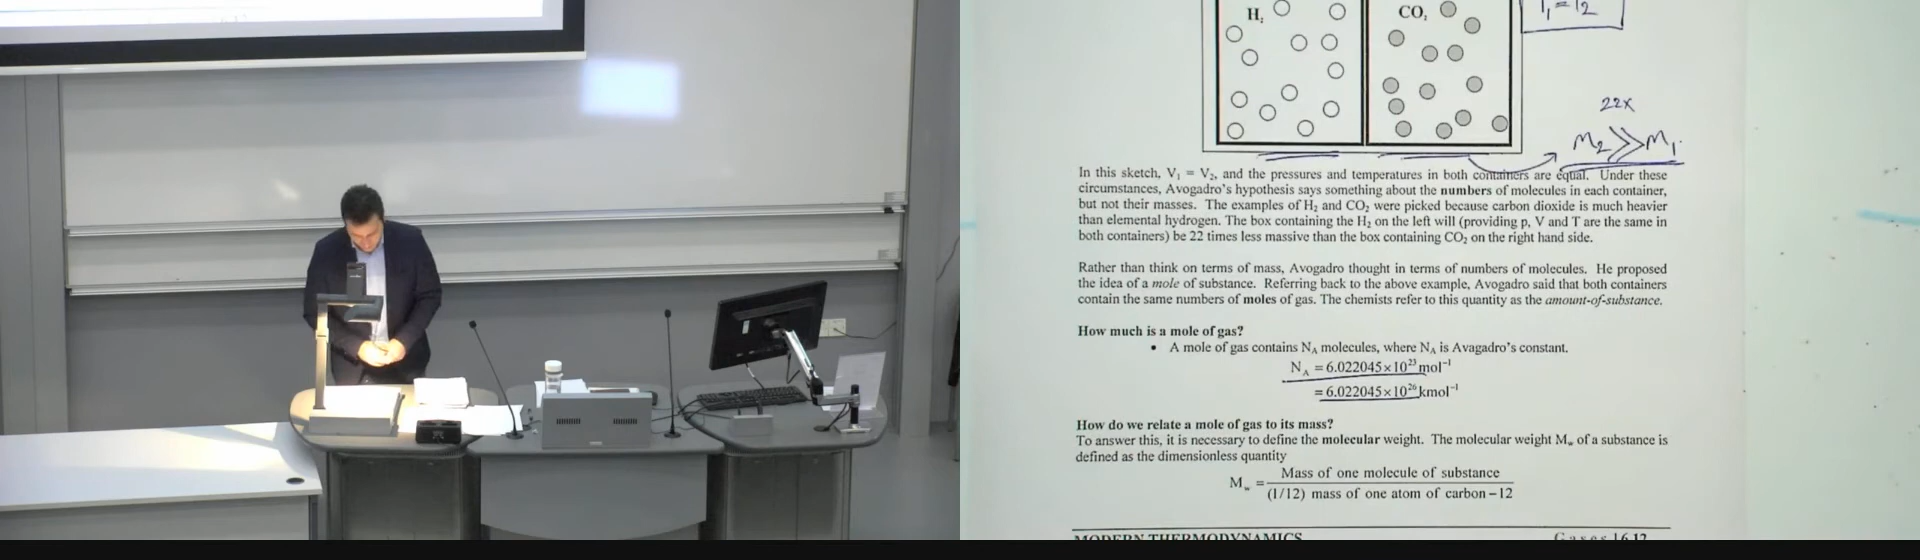 H₂
CO₂
T₁ = T₂
22x
M₂ >> M₁
In this sketch, V₁ = V₂, and the pressures and temperatures in both containers are equal. Under these
circumstances, Avogadro's hypothesis says something about the numbers of molecules in each container,
but not their masses. The examples of H₂ and CO₂ were picked because carbon dioxide is much heavier
than elemental hydrogen. The box containing the H₂ on the left will (providing p, V and T are the same in
both containers) be 22 times less massive than the box containing CO₂ on the right hand side.
Rather than think on terms of mass, Avogadro thought in terms of numbers of molecules. He proposed
the idea of a mole of substance. Referring back to the above example, Avogadro said that both containers
contain the same numbers of moles of gas. The chemists refer to this quantity as the amount-of-substance.
How much is a mole of gas?
• A mole of gas contains N_A molecules, where N_A is Avagadro's constant.
N_A = 6.022045×10²³ mol⁻¹
= 6.022045×10²⁶ kmol⁻¹
How do we relate a mole of gas to its mass?
To answer this, it is necessary to define the molecular weight. The molecular weight M_w of a substance is
defined as the dimensionless quantity
M_w = Mass of one molecule of substance
(1/12) mass of one atom of carbon−12
MODERN THERMODYNAMICS Gases 16.12